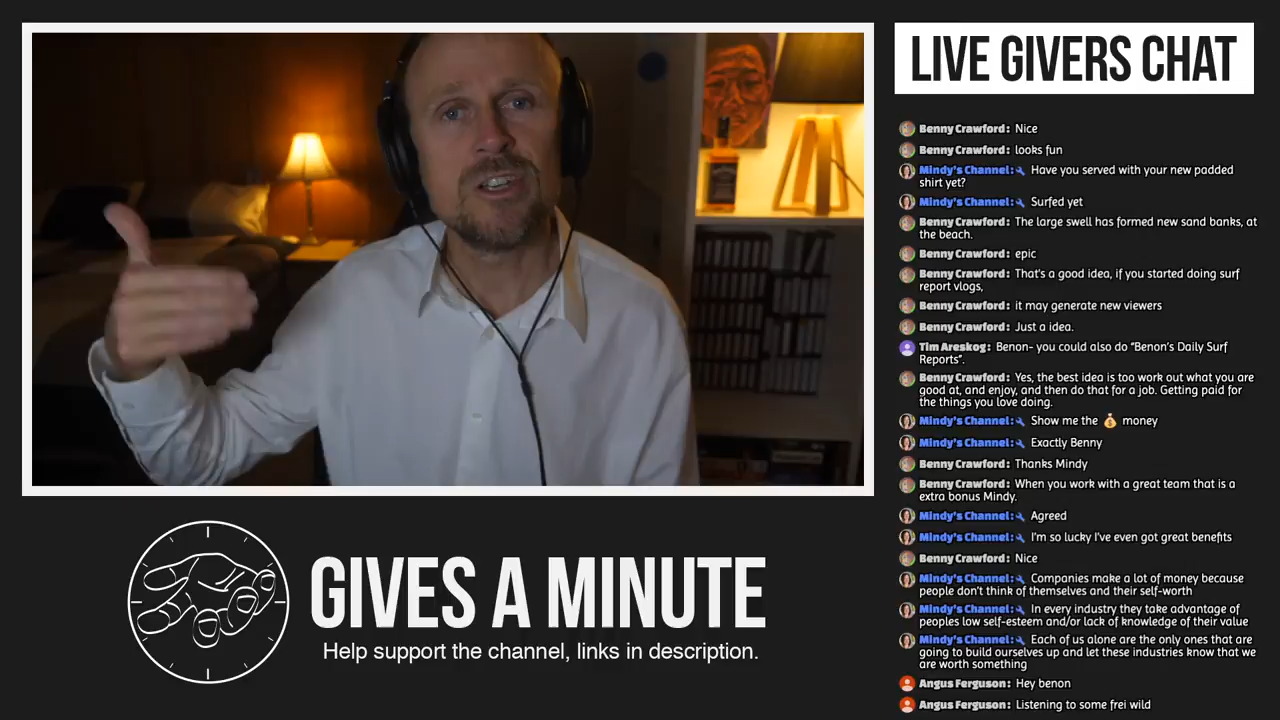 LIVE GIVERS CHAT
Benny Crawford: Nice
Benny Crawford: looks fun
Mindy's Channel: Have you served with your new padded
shirt yet?
Mindy's Channel: Surfed yet
Benny Crawford: The large swell has formed new sand banks, at
the beach.
Benny Crawford: epic
Benny Crawford: That's a good idea, if you started doing surf
report vlogs,
Benny Crawford: it may generate new viewers
Benny Crawford: Just a idea.
Tim Areskog: Benon- you could also do "Benon's Daily Surf
Reports".
Benny Crawford: Yes, the best idea is too work out what you are
good at, and enjoy, and then do that for a job. Getting paid for
the things you love doing.
Mindy's Channel: Show me the 💰 money
Mindy's Channel: Exactly Benny
Benny Crawford: Thanks Mindy
Benny Crawford: When you work with a great team that is a
extra bonus Mindy.
Mindy's Channel: Agreed
Mindy's Channel: I'm so lucky I've even got great benefits
Benny Crawford: Nice
Mindy's Channel: Companies make a lot of money because
people don't think of themselves and their self-worth
Mindy's Channel: In every industry they take advantage of
peoples low self-esteem and/or lack of knowledge of their value
Mindy's Channel: Each of us alone are the only ones that are
going to build ourselves up and let these industries know that we
are worth something
Angus Ferguson: Hey benon
Angus Ferguson: Listening to some frei wild
GIVES A MINUTE
Help support the channel, links in description.